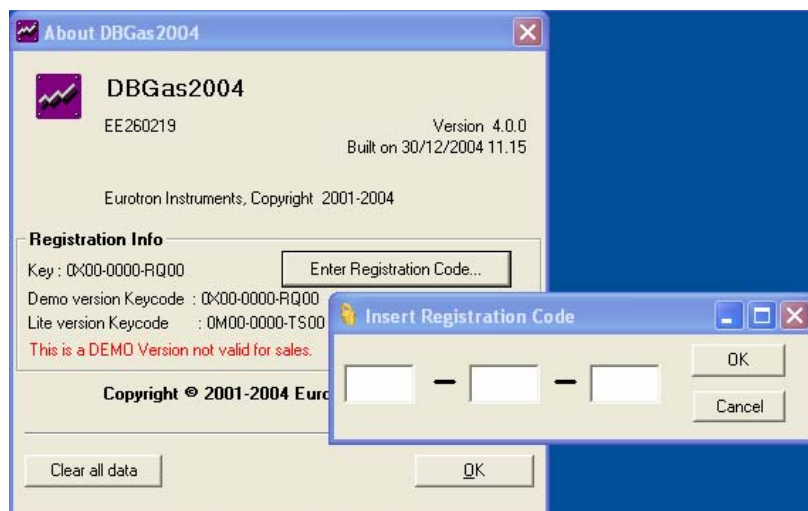 About DBGas2004
DBGas2004
EE260219
Version 4.0.0
Built on 30/12/2004 11.15
Eurotron Instruments, Copyright 2001-2004
Registration Info
Key : 0X00-0000-RQ00
Enter Registration Code...
Demo version Keycode : 0X00-0000-RQ00
Lite version Keycode : 0M00-0000-TS00
This is a DEMO Version not valid for sales.
Insert Registration Code
OK
Cancel
Copyright © 2001-2004 Euro
Clear all data
OK